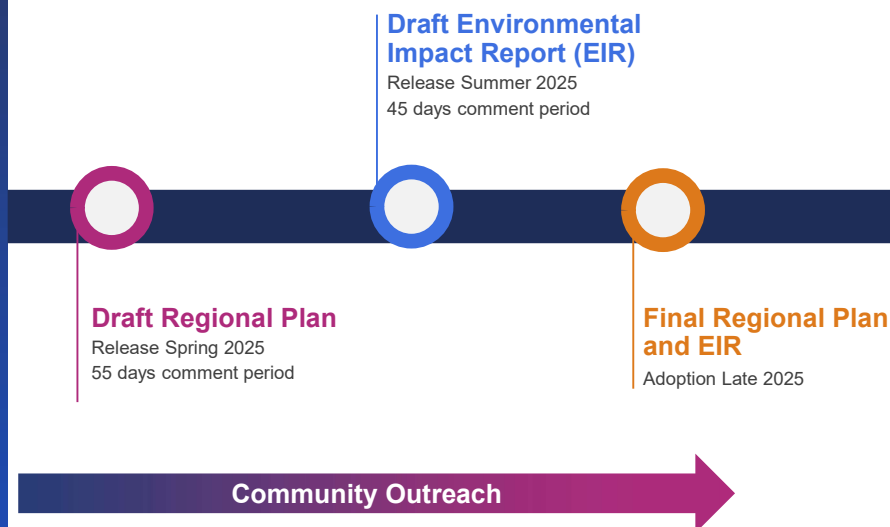 Draft Environmental
Impact Report (EIR)
Release Summer 2025
45 days comment period
Draft Regional Plan
Release Spring 2025
55 days comment period
Final Regional Plan
and EIR
Adoption Late 2025
Community Outreach